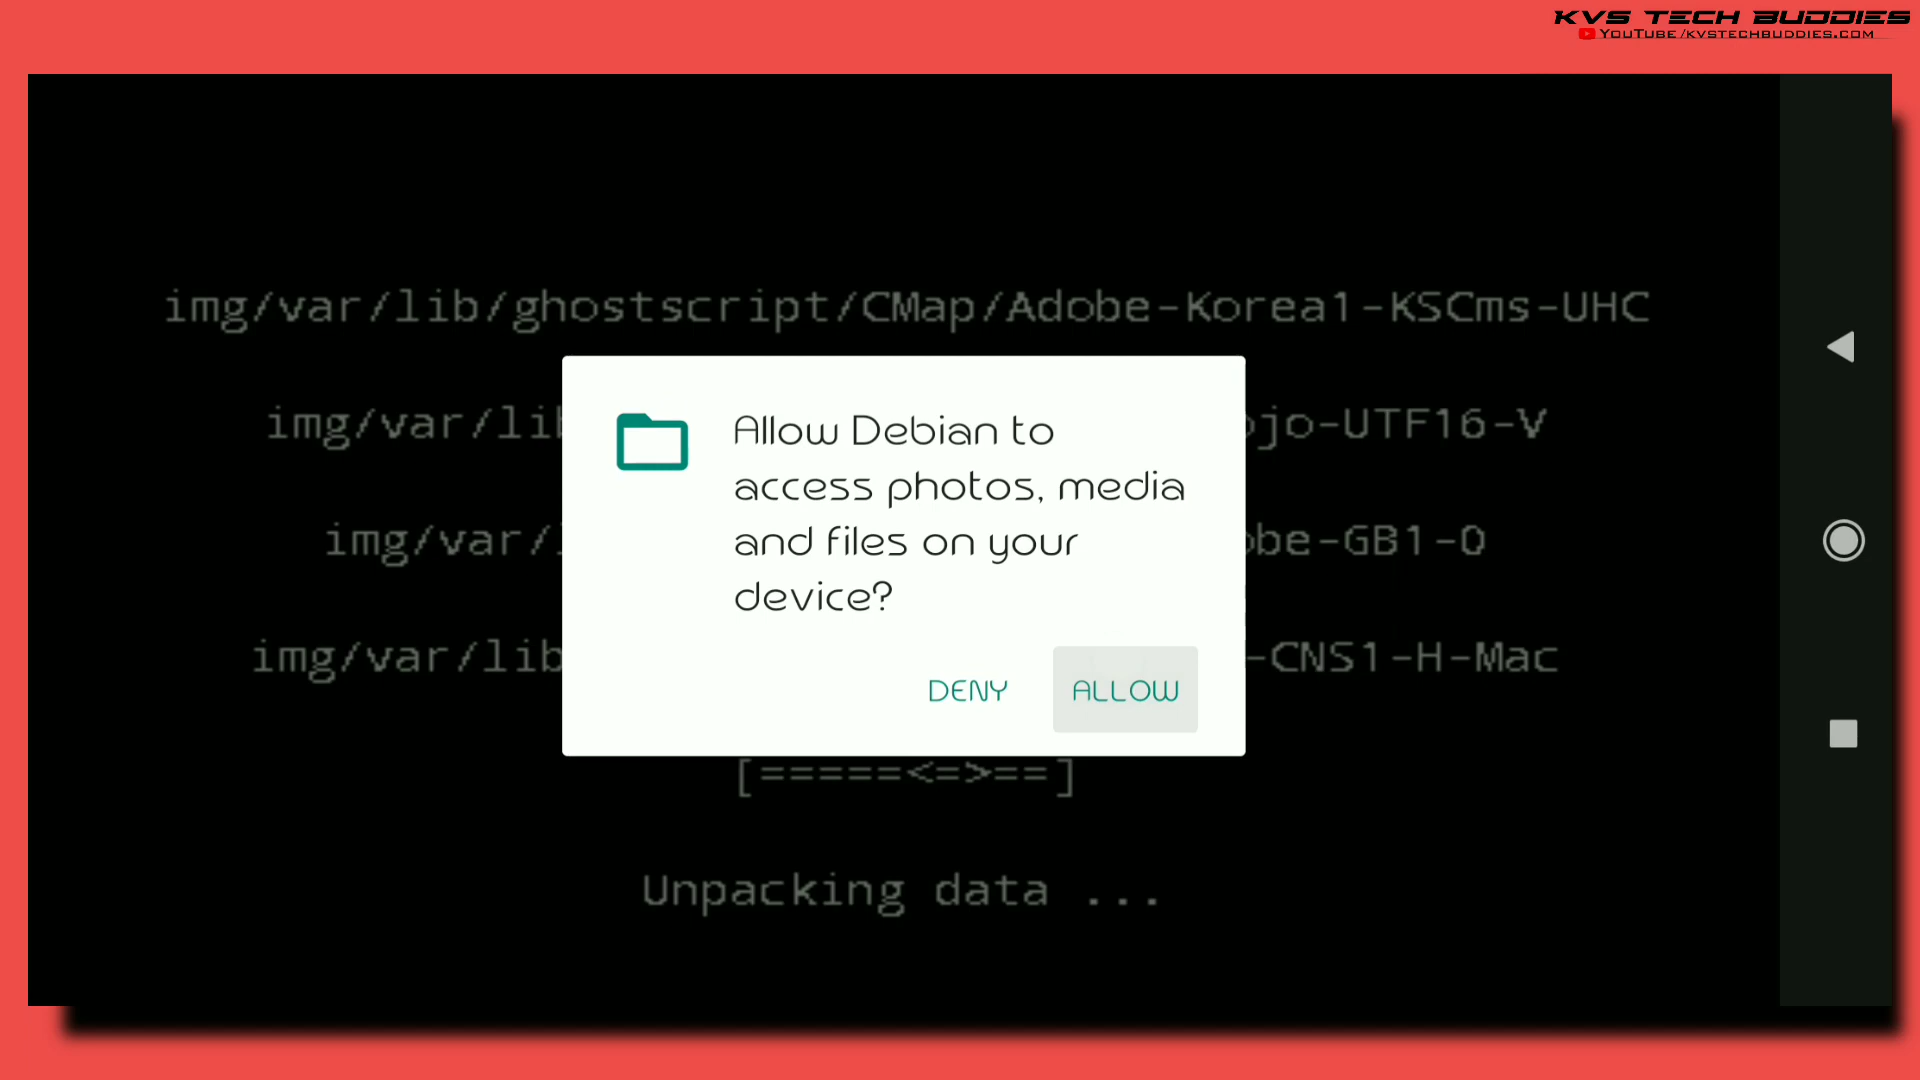 KVS TECH BUDDIES
YOUTUBE/KVSTECHBUDDIES.COM
img/var/lib/ghostscript/CMap/Adobe-Korea1-KSCms-UHC
img/var/lib
ojo-UTF16-V
img/var/
obe-GB1-0
img/var/lib
-CNS1-H-Mac
Allow Debian to
access photos, media
and files on your
device?
DENY ALLOW
[=====<=>==]
Unpacking data ...